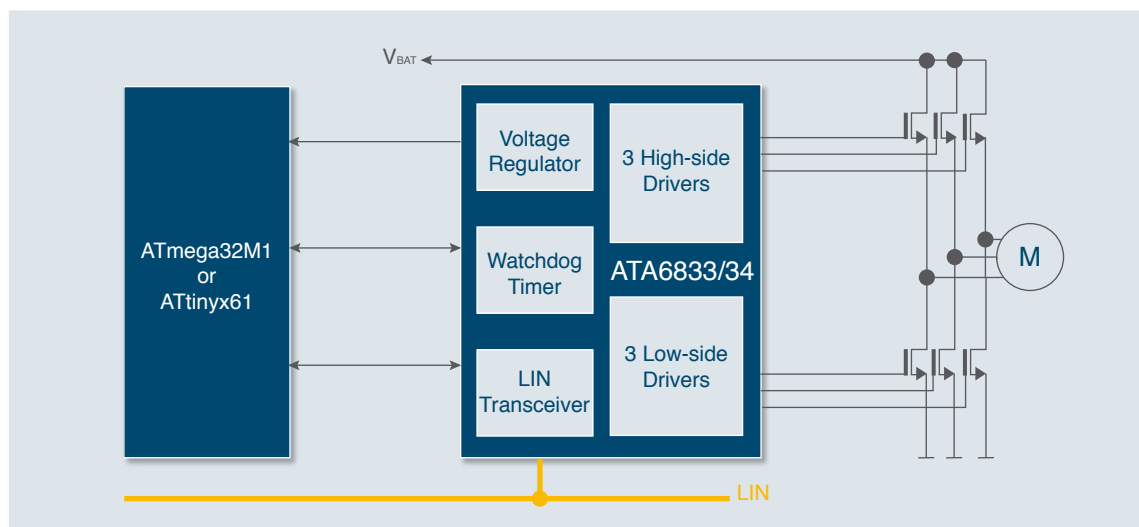 VBAT
ATmega32M1
or
ATtinyx61
Voltage
Regulator
Watchdog
Timer
LIN
Transceiver
3 High-side
Drivers
ATA6833/34
3 Low-side
Drivers
M
LIN